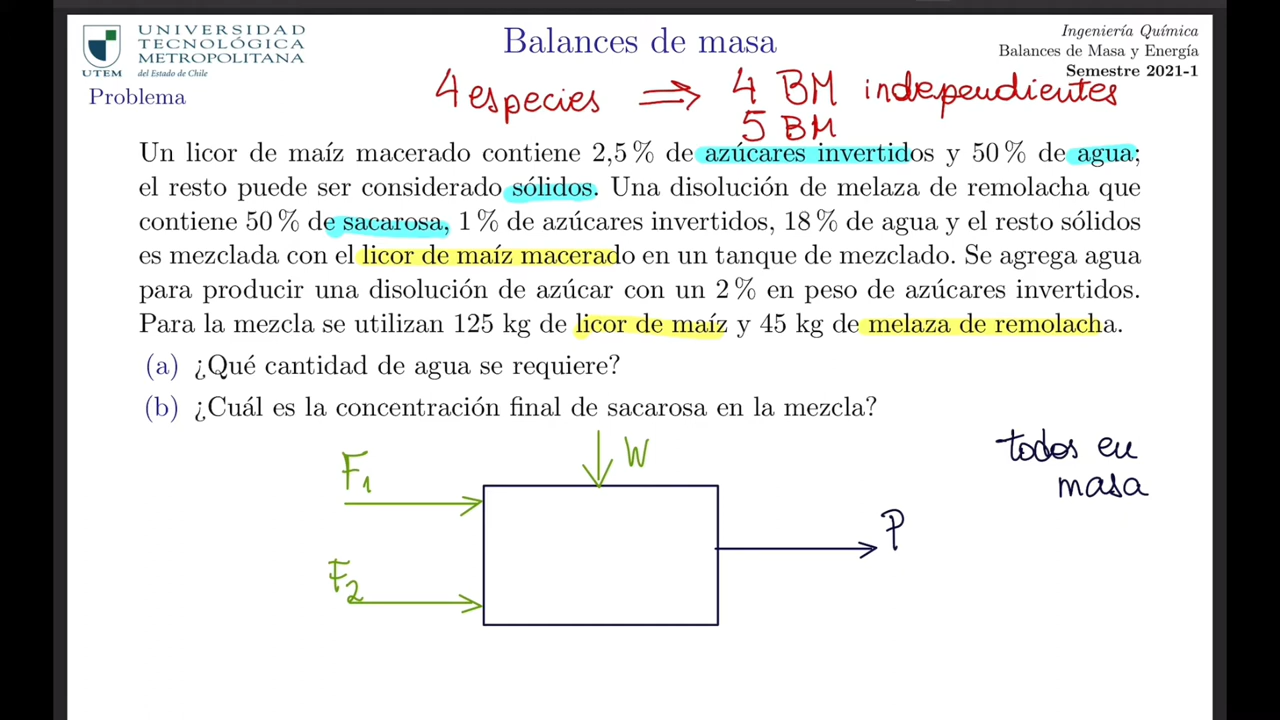 UNIVERSIDAD
TECNOLÓGICA
METROPOLITANA
del Estado de Chile
UTEM
Balances de masa
Ingeniería Química
Balances de Masa y Energía
Semestre 2021-1
Problema
4 especies ⇒ 4 BM independientes
5 BM
Un licor de maíz macerado contiene 2,5 % de azúcares invertidos y 50 % de agua;
el resto puede ser considerado sólidos. Una disolución de melaza de remolacha que
contiene 50 % de sacarosa, 1 % de azúcares invertidos, 18 % de agua y el resto sólidos
es mezclada con el licor de maíz macerado en un tanque de mezclado. Se agrega agua
para producir una disolución de azúcar con un 2 % en peso de azúcares invertidos.
Para la mezcla se utilizan 125 kg de licor de maíz y 45 kg de melaza de remolacha.
(a) ¿Qué cantidad de agua se requiere?
(b) ¿Cuál es la concentración final de sacarosa en la mezcla?
todos en
masa
W
F₁
P
F₂